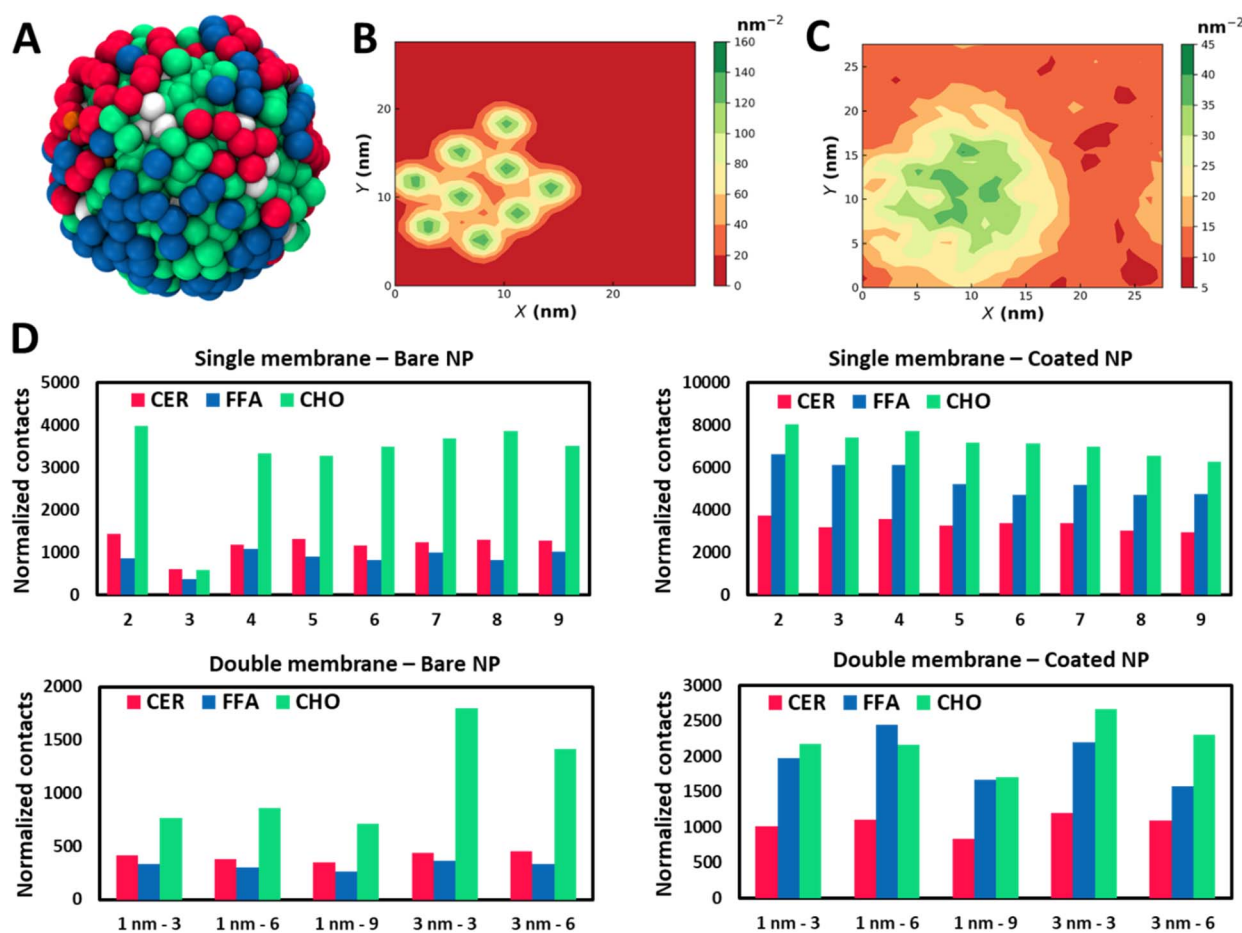 A
B
nm⁻²
160
140
120
100
80
60
40
20
0
20
10
0
Y (nm)
0
10
20
X (nm)
C
nm⁻²
45
40
35
30
25
20
15
10
5
25
20
15
10
5
0
Y (nm)
0
5
10
15
20
25
X (nm)
D
Single membrane – Bare NP
CER FFA CHO
Normalized contacts
5000
4000
3000
2000
1000
0
2 3 4 5 6 7 8 9
Single membrane – Coated NP
CER FFA CHO
Normalized contacts
10000
8000
6000
4000
2000
0
2 3 4 5 6 7 8 9
Double membrane – Bare NP
CER FFA CHO
Normalized contacts
2000
1500
1000
500
0
1 nm - 3 1 nm - 6 1 nm - 9 3 nm - 3 3 nm - 6
Double membrane – Coated NP
CER FFA CHO
Normalized contacts
3000
2500
2000
1500
1000
500
0
1 nm - 3 1 nm - 6 1 nm - 9 3 nm - 3 3 nm - 6